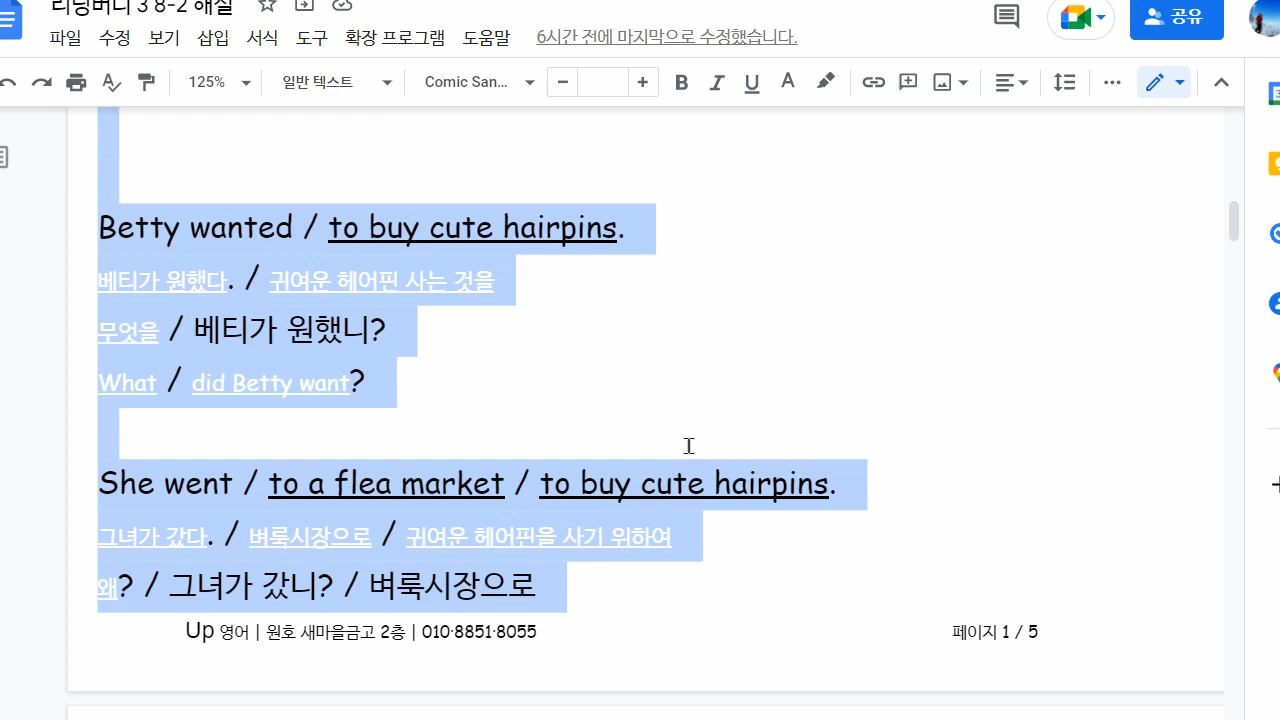 리딩버디 3 8-2 해설
파일 수정 보기 삽입 서식 도구 확장 프로그램 도움말 6시간 전에 마지막으로 수정했습니다. 공유
125% 일반 텍스트 Comic San... − + B I U A
Betty wanted / to buy cute hairpins.
베티가 원했다. / 귀여운 헤어핀 사는 것을
무엇을 / 베티가 원했니?
What / did Betty want?
She went / to a flea market / to buy cute hairpins.
그녀가 갔다. / 벼룩시장으로 / 귀여운 헤어핀을 사기 위하여
왜? / 그녀가 갔니? / 벼룩시장으로
Up 영어 | 원호 새마을금고 2층 | 010·8851·8055 페이지 1 / 5